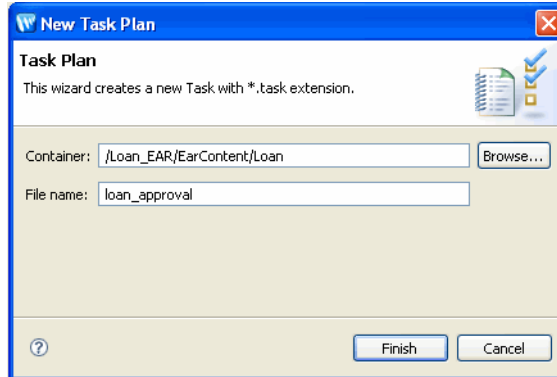 New Task Plan
Task Plan
This wizard creates a new Task with *.task extension.
Container: /Loan_EAR/EarContent/Loan Browse...
File name: loan_approval
? Finish Cancel